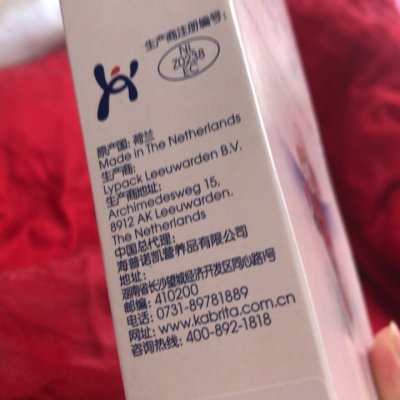 生产商注册编号:
NL
Z0238
EC
原产国: 荷兰
Made in The Netherlands
生产商:
Lypack Leeuwarden B.V.
生产商地址:
Archimedesweg 15,
8912 AK Leeuwarden,
The Netherlands
中国总代理:
海普诺凯营养品有限公司
地址:
湖南省长沙望城经济开发区同心路1号
邮编: 410200
电话: 0731-89781889
网址: www.kabrita.com.cn
咨询热线: 400-892-1818